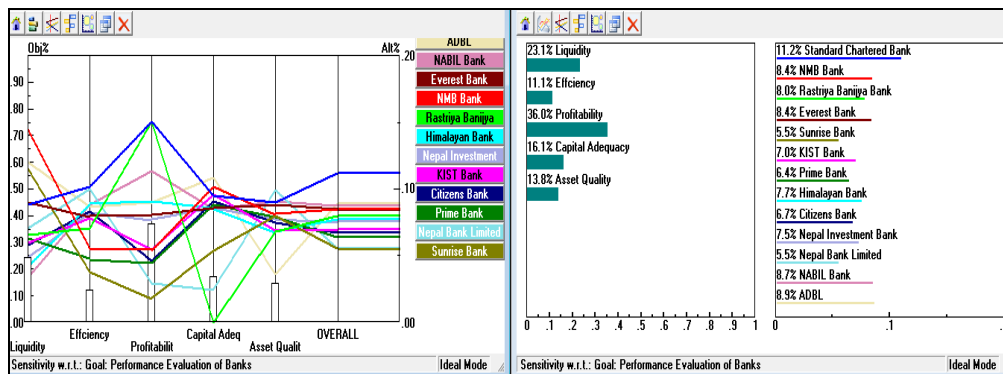 Obj%
Alt%
.90
.80
.70
.60
.50
.40
.30
.20
.10
.00
.20
.10
.00
Effciency
Capital Adeq
OVERALL
Liquidity
Profitabilit
Asset Qualit
ADBL
NABIL Bank
Everest Bank
NMB Bank
Rastriya Banijya
Himalayan Bank
Nepal Investment
KIST Bank
Citizens Bank
Prime Bank
Nepal Bank Limited
Sunrise Bank
Sensitivity w.r.t.: Goal: Performance Evaluation of Banks
Ideal Mode
23.1% Liquidity
11.1% Effciency
36.0% Profitability
16.1% Capital Adequacy
13.8% Asset Quality
0 .1 .2 .3 .4 .5 .6 .7 .8 .9 1
11.2% Standard Chartered Bank
8.4% NMB Bank
8.0% Rastriya Banijya Bank
8.4% Everest Bank
5.5% Sunrise Bank
7.0% KIST Bank
6.4% Prime Bank
7.7% Himalayan Bank
6.7% Citizens Bank
7.5% Nepal Investment Bank
5.5% Nepal Bank Limited
8.7% NABIL Bank
8.9% ADBL
0 .1
Sensitivity w.r.t.: Goal: Performance Evaluation of Banks
Ideal Mode